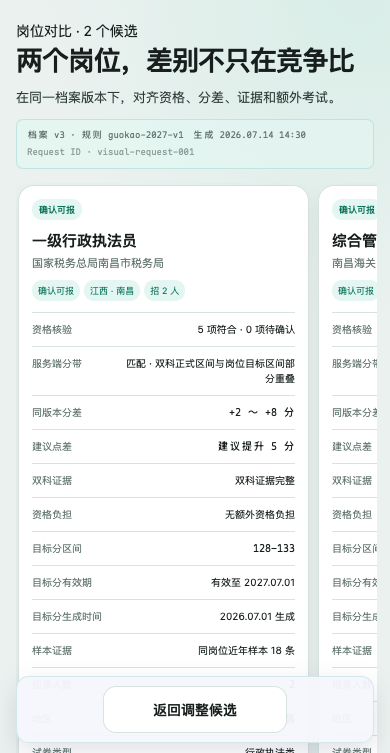 岗位对比 · 2 个候选
两个岗位，差别不只在竞争比
在同一档案版本下，对齐资格、分差、证据和额外考试。
档案 v3 · 规则 guokao-2027-v1 生成 2026.07.14 14:30
Request ID · visual-request-001
确认可报
一级行政执法员
国家税务总局南昌市税务局
确认可报 江西 · 南昌 招 2 人
资格核验 5 项符合 · 0 项待确认
服务端分带 匹配 · 双科正式区间与岗位目标区间部
分重叠
同版本分差 +2 ～ +8 分
建议点差 建议提升 5 分
双科证据 双科证据完整
资格负担 无额外资格负担
目标分区间 128–133
目标分有效期 有效至 2027.07.01
目标分生成时间 2026.07.01 生成
样本证据 同岗位近年样本 18 条
返回调整候选
试卷类型 行政执法类
确认可报
综合管
南昌海关
确认可报
资格核验
服务端分带
同版本分差
建议点差
双科证据
资格负担
目标分区间
目标分有效
目标分生成
样本证据
试卷类型